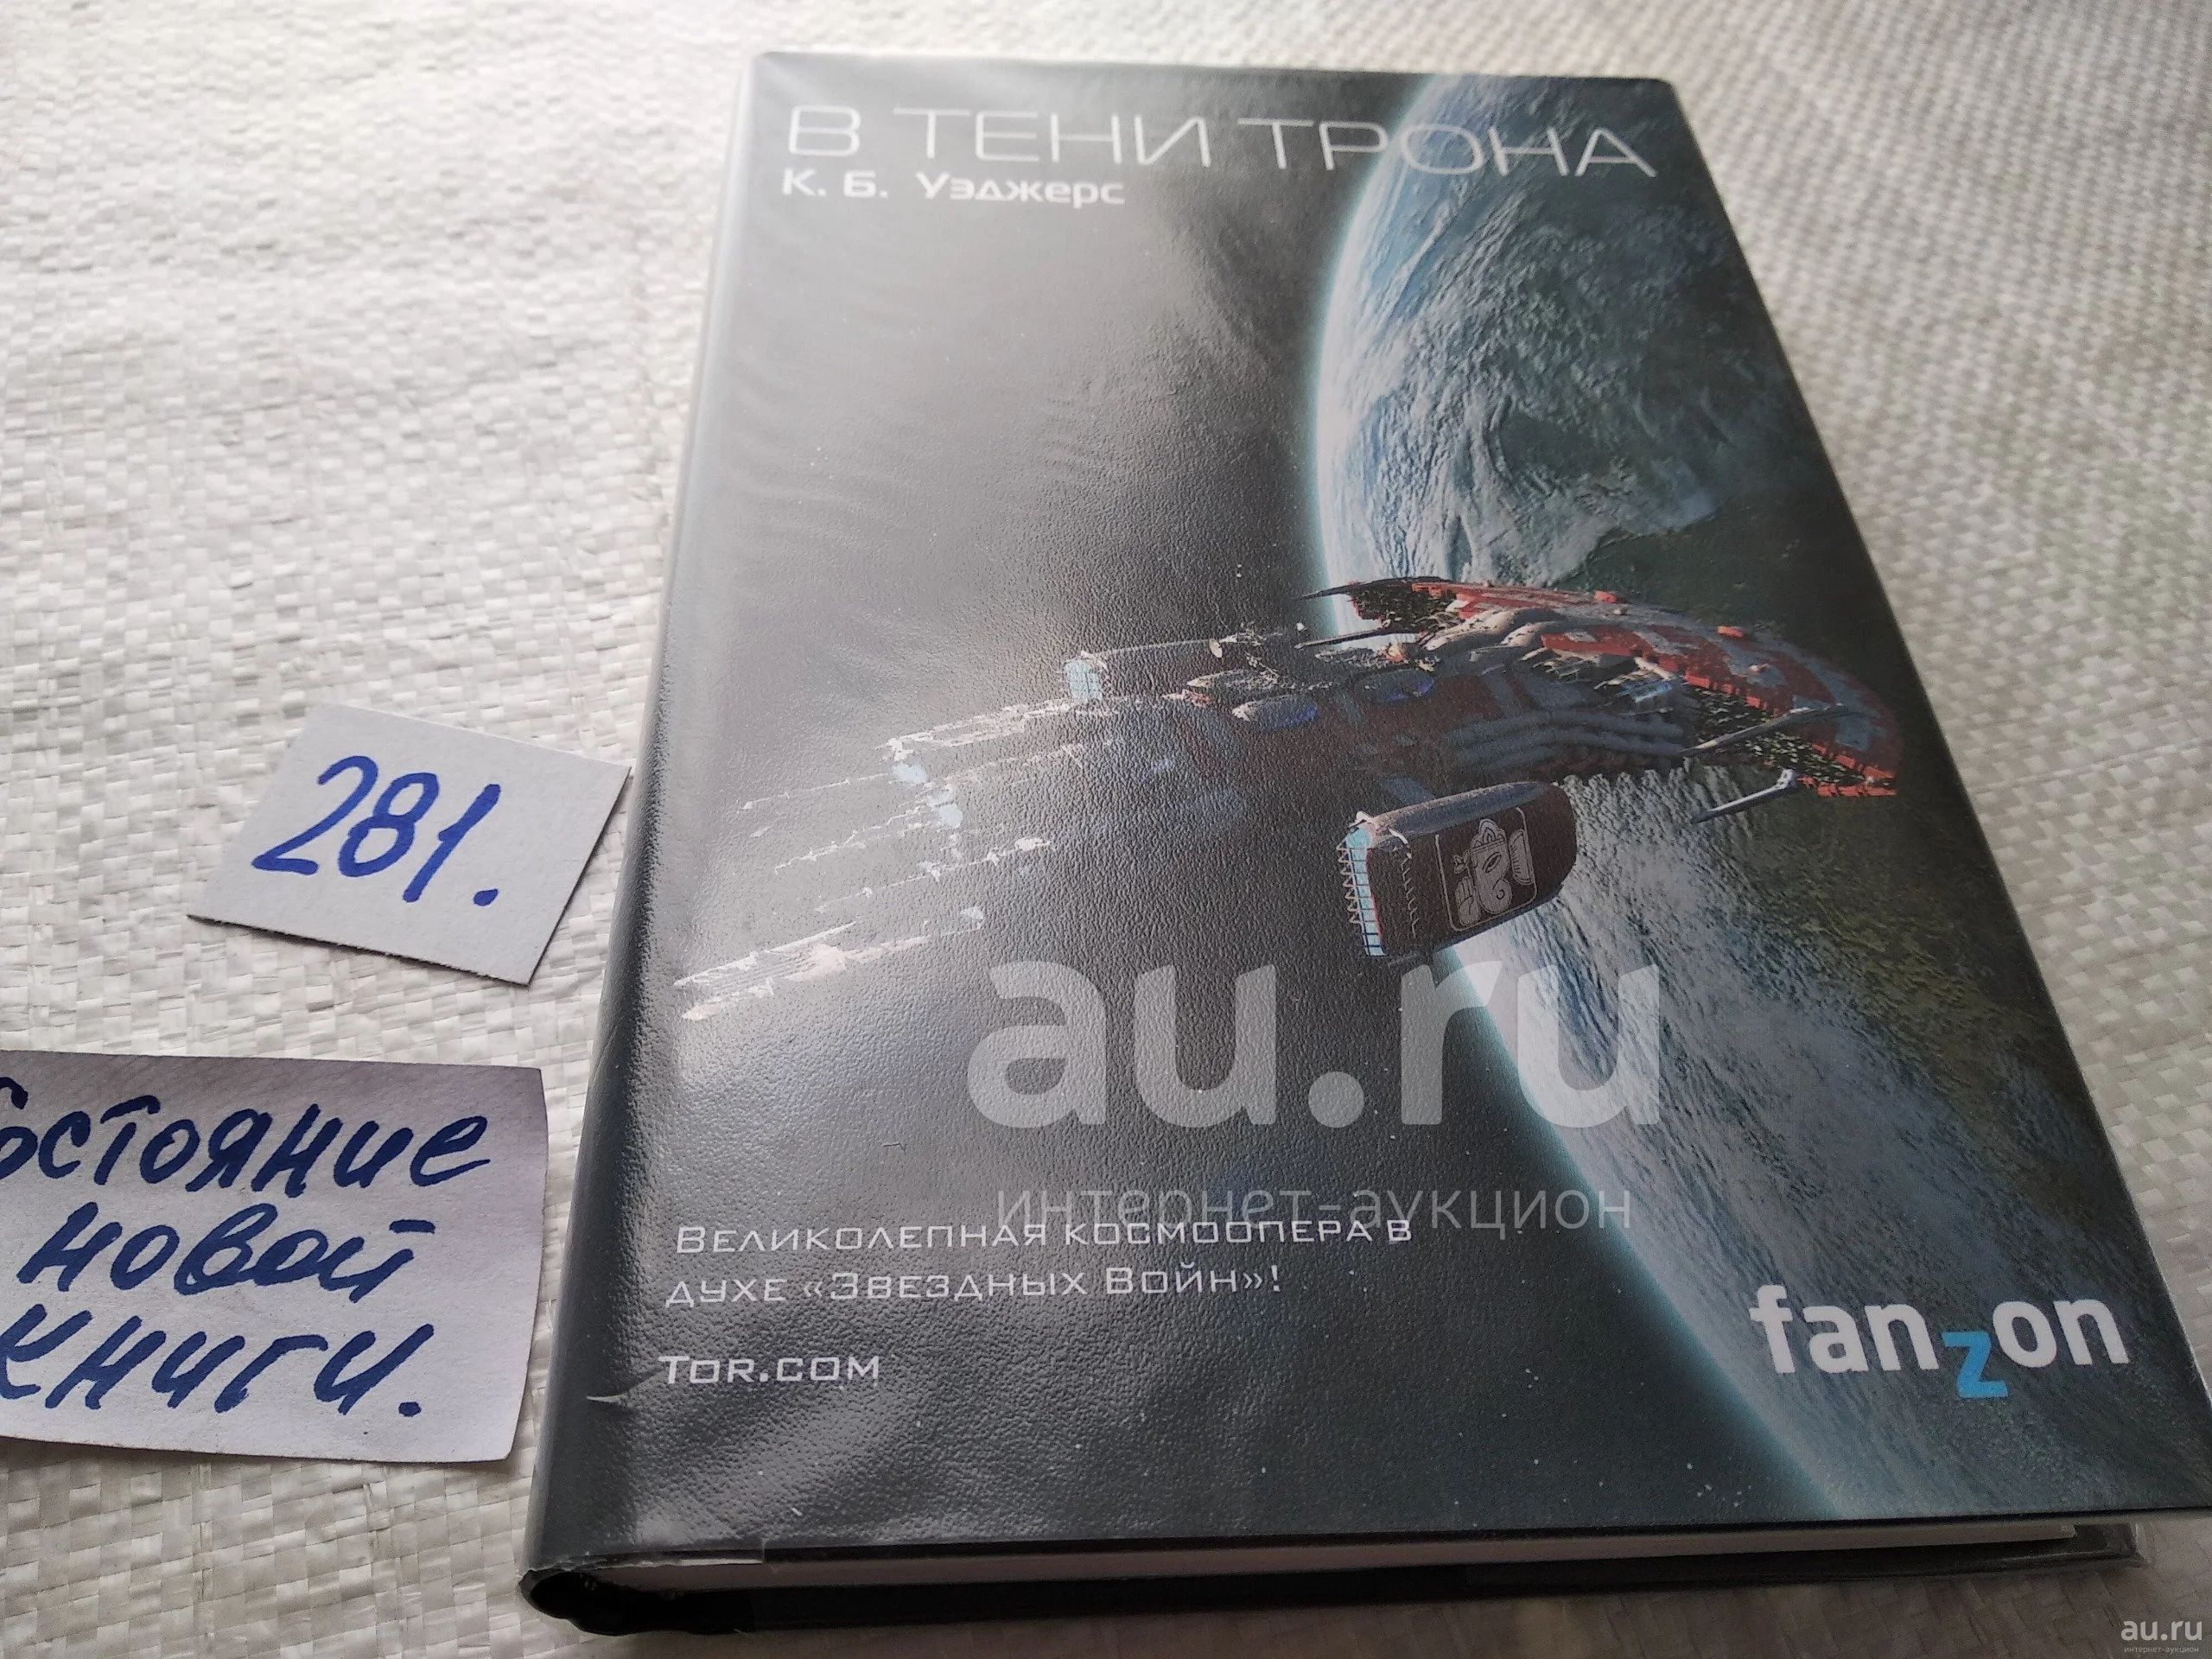 В ТЕНИ ТРОНА
К. Б. Уэджерс
281.
остояние
новой
книги.
au.ru
интернет-аукцион
Великолепная космоопера в
духе «Звездных Войн»!
Tor.com
fanzon
au.ru
интернет-аукцион